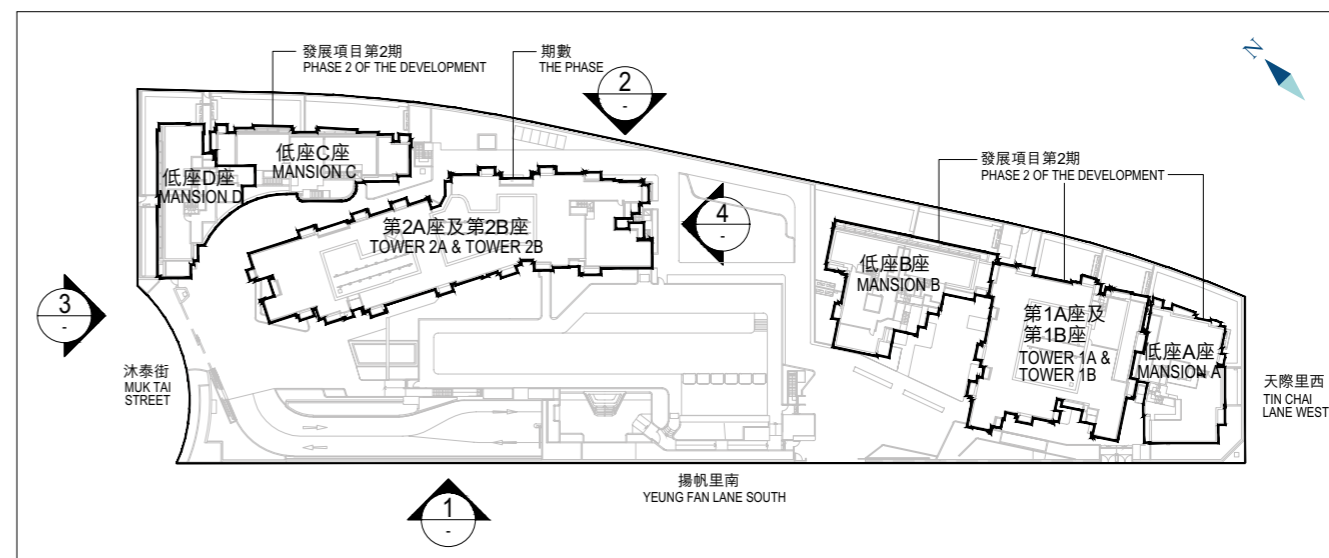 發展項目第2期
PHASE 2 OF THE DEVELOPMENT
期數
THE PHASE
2
-
N
低座C座
MANSION C
低座D座
MANSION D
第2A座及第2B座
TOWER 2A & TOWER 2B
4
-
發展項目第2期
PHASE 2 OF THE DEVELOPMENT
低座B座
MANSION B
第1A座及
第1B座
TOWER 1A &
TOWER 1B
低座A座
MANSION A
3
-
沐泰街
MUK TAI
STREET
天際里西
TIN CHAI
LANE WEST
揚帆里南
YEUNG FAN LANE SOUTH
1
-